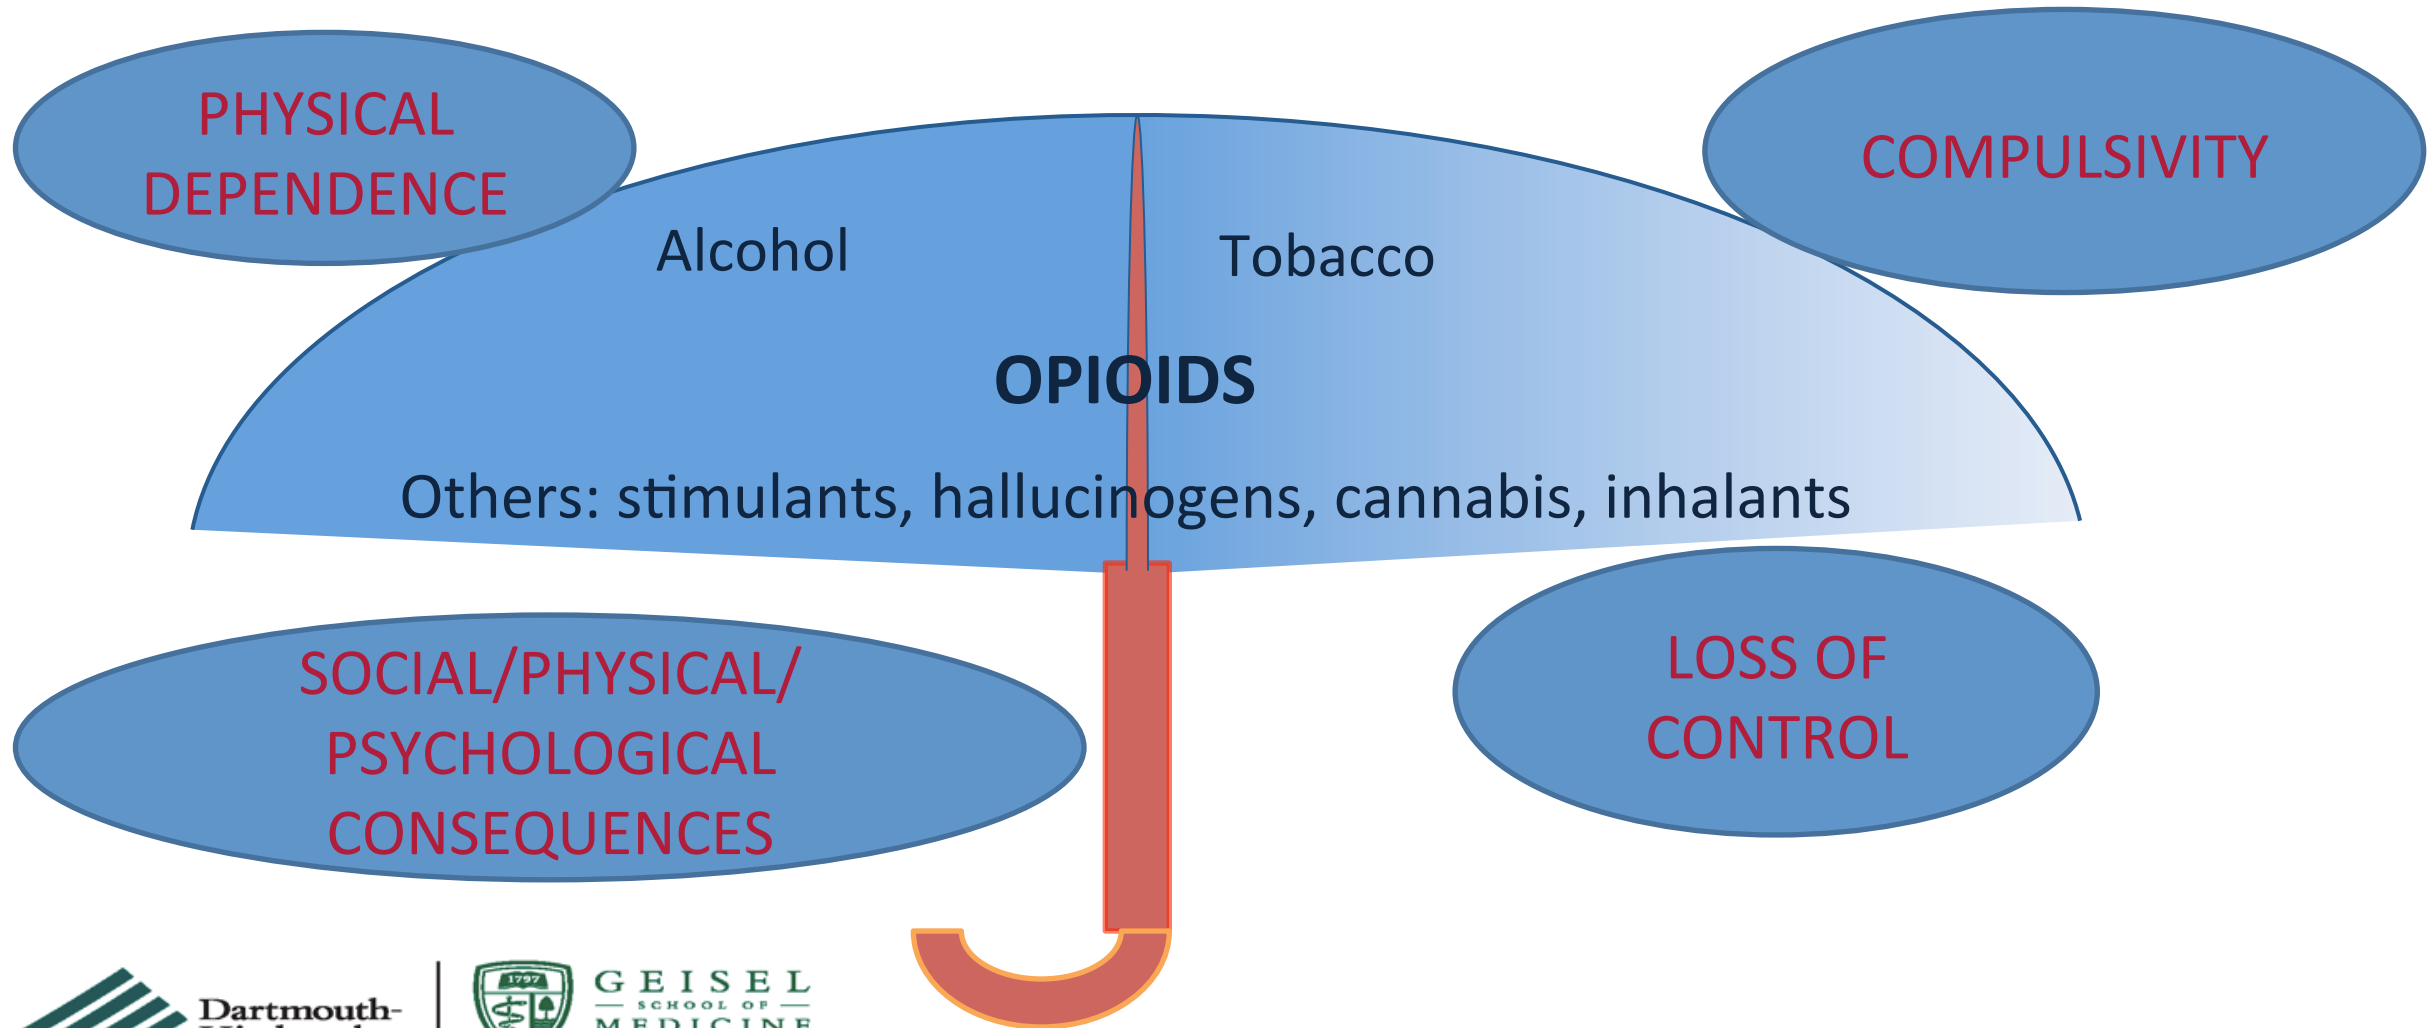 PHYSICAL
DEPENDENCE
COMPULSIVITY
Alcohol
Tobacco
OPIOIDS
Others: stimulants, hallucinogens, cannabis, inhalants
SOCIAL/PHYSICAL/
PSYCHOLOGICAL
CONSEQUENCES
LOSS OF
CONTROL
Dartmouth-
1797
GEISEL
SCHOOL OF
MEDICINE